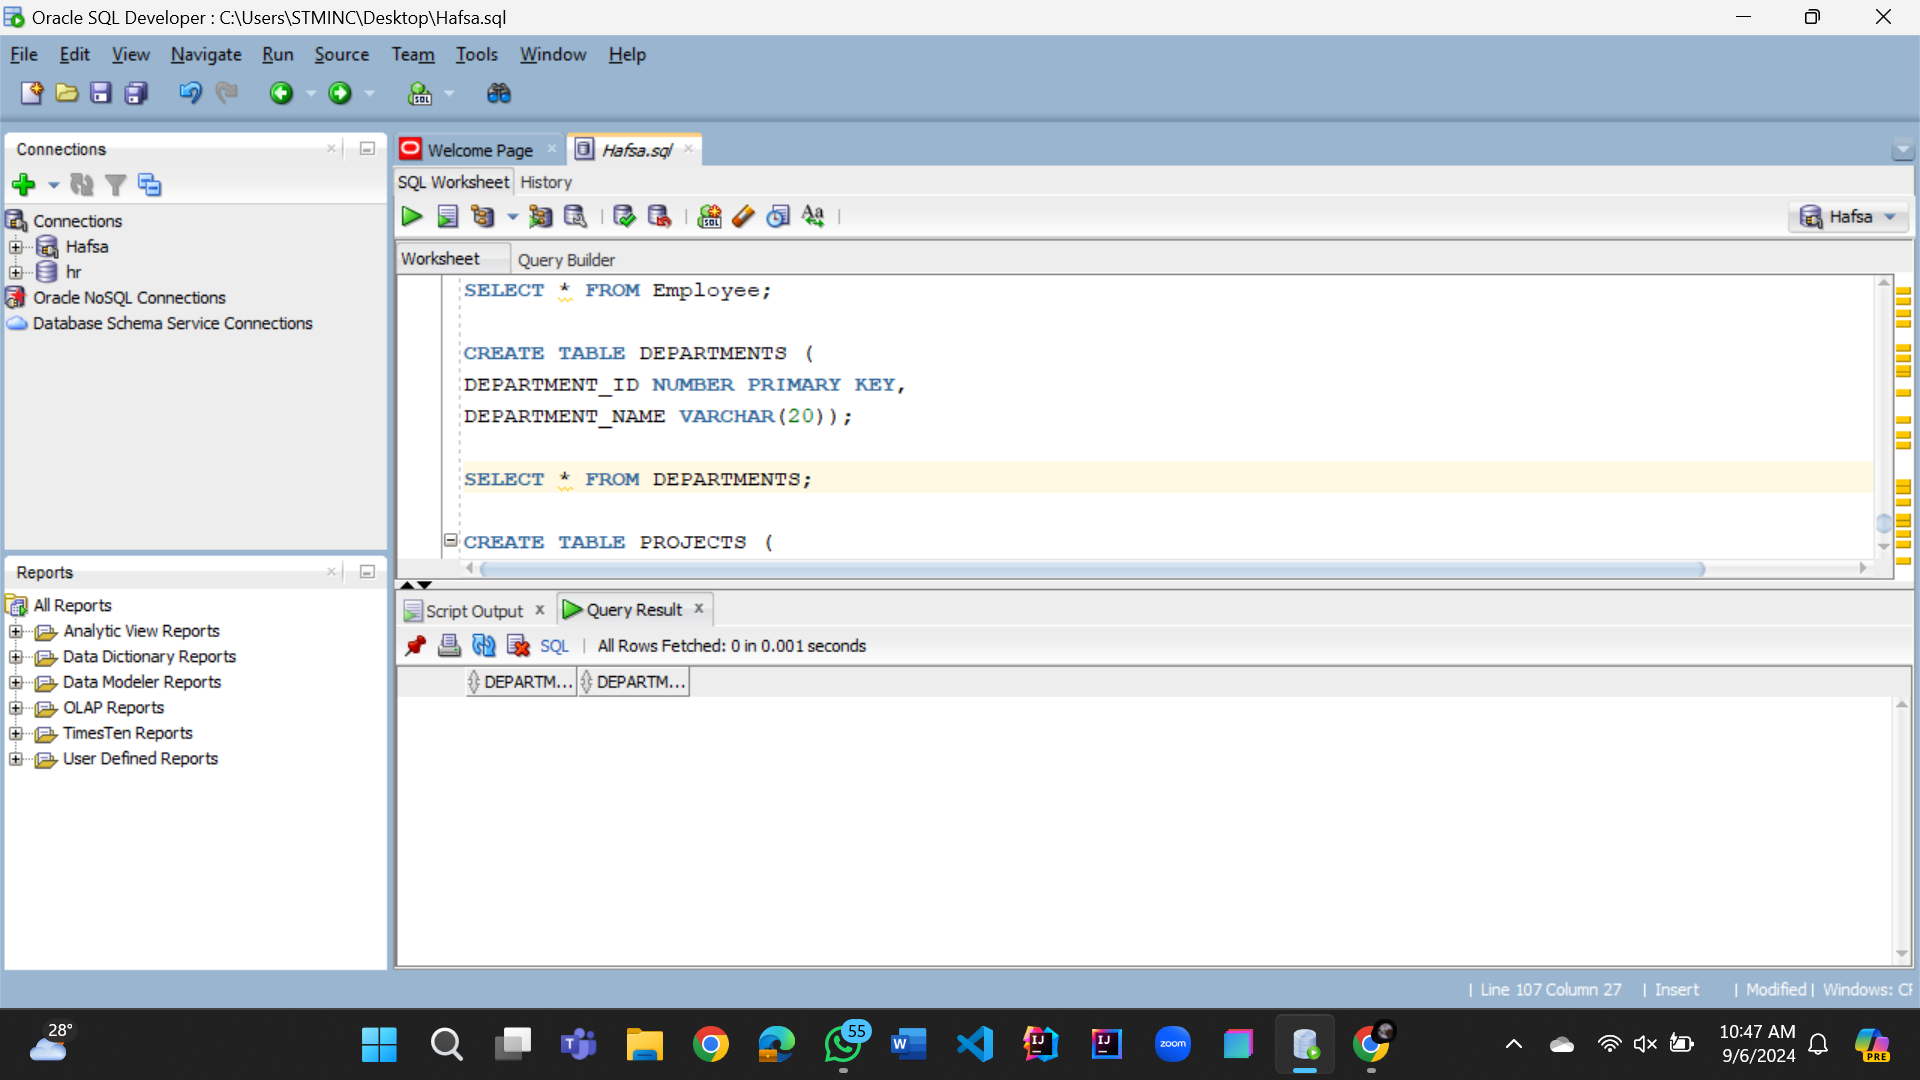 Oracle SQL Developer : C:\Users\STMINC\Desktop\Hafsa.sql
File Edit View Navigate Run Source Team Tools Window Help
Connections
Connections
Hafsa
hr
Oracle NoSQL Connections
Database Schema Service Connections
Reports
All Reports
Analytic View Reports
Data Dictionary Reports
Data Modeler Reports
OLAP Reports
TimesTen Reports
User Defined Reports
Welcome Page Hafsa.sql
SQL Worksheet History
Hafsa
Worksheet Query Builder
SELECT * FROM Employee;
CREATE TABLE DEPARTMENTS (
DEPARTMENT_ID NUMBER PRIMARY KEY,
DEPARTMENT_NAME VARCHAR(20));
SELECT * FROM DEPARTMENTS;
CREATE TABLE PROJECTS (
Script Output x Query Result x
SQL | All Rows Fetched: 0 in 0.001 seconds
DEPARTM... DEPARTM...
| Line 107 Column 27 | Insert | Modified | Windows: CF
28°
55
zoom
10:47 AM
9/6/2024
PRE